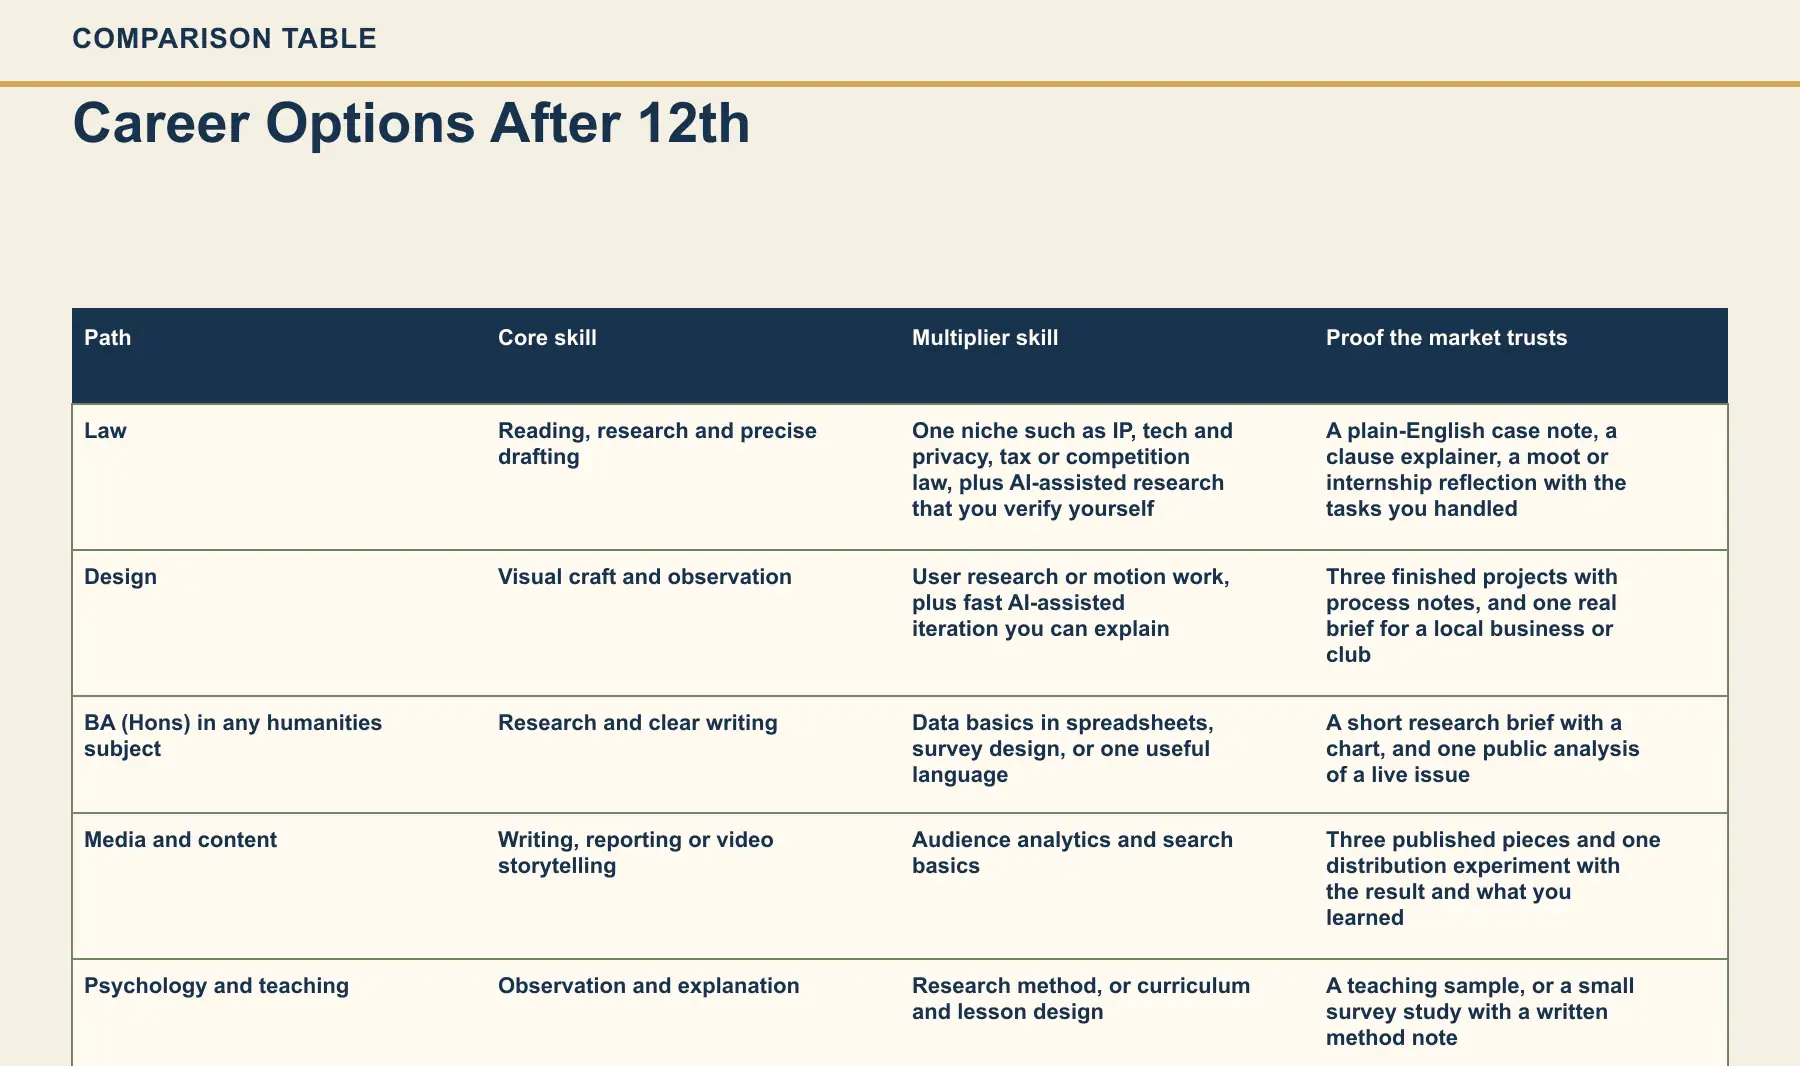 COMPARISON TABLE
Career Options After 12th
Path
Core skill
Multiplier skill
Proof the market trusts
Law
Reading, research and precise
drafting
One niche such as IP, tech and
privacy, tax or competition
law, plus AI-assisted research
that you verify yourself
A plain-English case note, a
clause explainer, a moot or
internship reflection with the
tasks you handled
Design
Visual craft and observation
User research or motion work,
plus fast AI-assisted
iteration you can explain
Three finished projects with
process notes, and one real
brief for a local business or
club
BA (Hons) in any humanities
subject
Research and clear writing
Data basics in spreadsheets,
survey design, or one useful
language
A short research brief with a
chart, and one public analysis
of a live issue
Media and content
Writing, reporting or video
storytelling
Audience analytics and search
basics
Three published pieces and one
distribution experiment with
the result and what you
learned
Psychology and teaching
Observation and explanation
Research method, or curriculum
and lesson design
A teaching sample, or a small
survey study with a written
method note